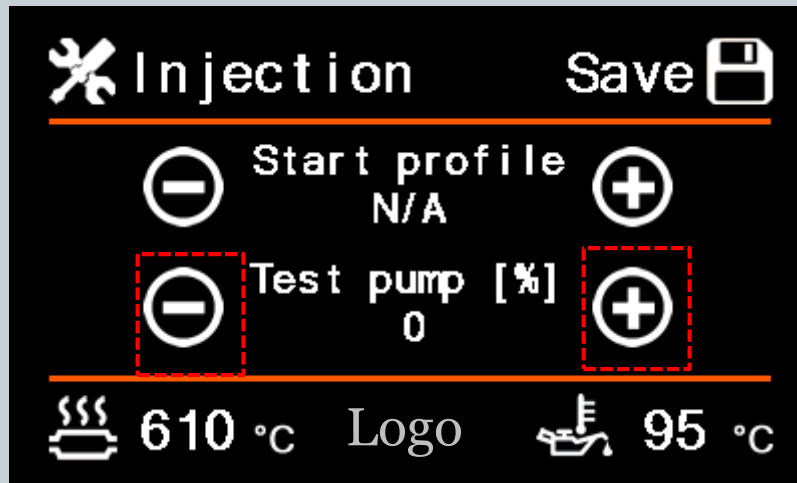 Injection Save
Start profile
N/A
Test pump [%]
0
610 °C Logo 95 °C